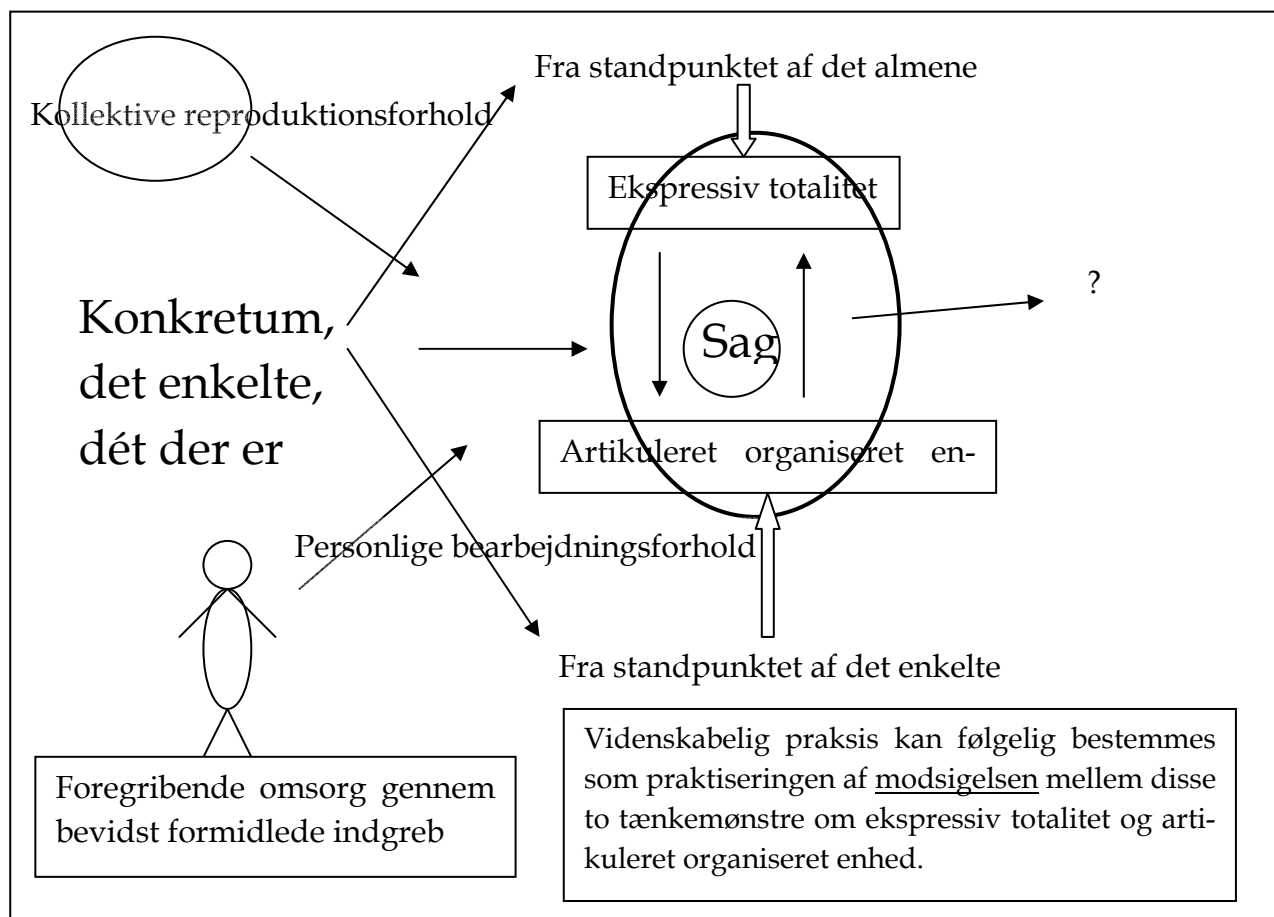 Fra standpunktet af det almene
Kollektive reproduktionsforhold
Ekspressiv totalitet
?
Konkretum,
det enkelte,
dét der er
Sag
Artikuleret organiseret en-
Personlige bearbejdningsforhold
Fra standpunktet af det enkelte
Foregribende omsorg gennem
bevidst formidlede indgreb
Videnskabelig praksis kan følgelig bestemmes
som praktiseringen af modsigelsen mellem disse
to tænkemønstre om ekspressiv totalitet og arti-
kuleret organiseret enhed.